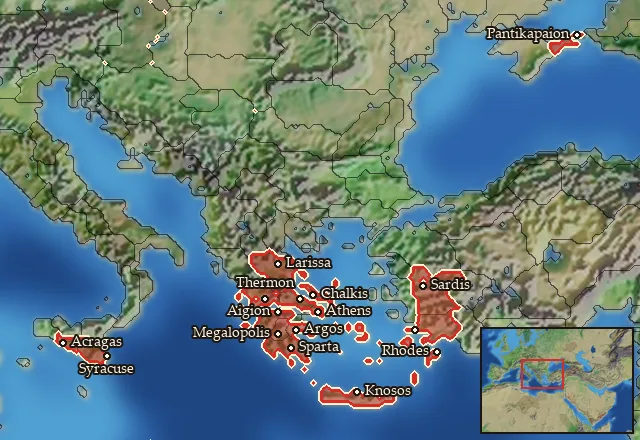 Pantikapaion
Larissa
Thermon
Sardis
Chalkis
Aigion
Athens
Megalopolis
Argos
Acragas
Sparta
Rhodes
Syracuse
Knosos